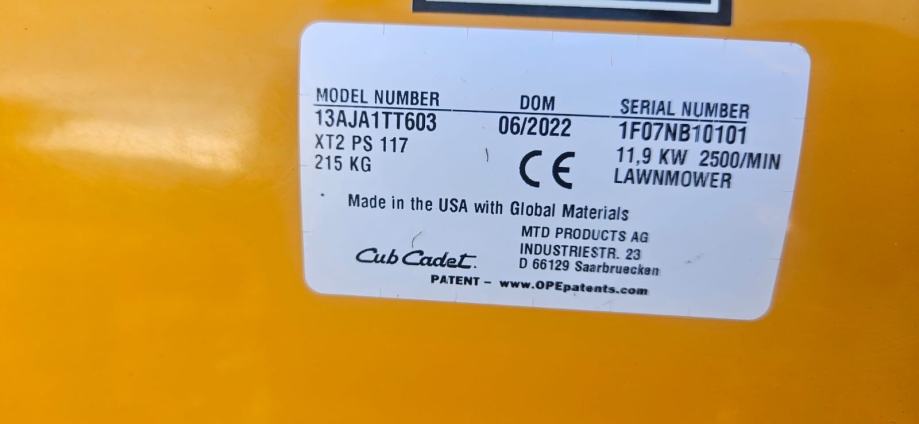 MODEL NUMBER DOM SERIAL NUMBER
13AJA1TT603 06/2022 1F07NB10101
XT2 PS 117 11,9 KW 2500/MIN
215 KG CE LAWNMOWER
Made in the USA with Global Materials
MTD PRODUCTS AG
INDUSTRIESTR. 23
Cub Cadet. D 66129 Saarbruecken
PATENT – www.OPEpatents.com